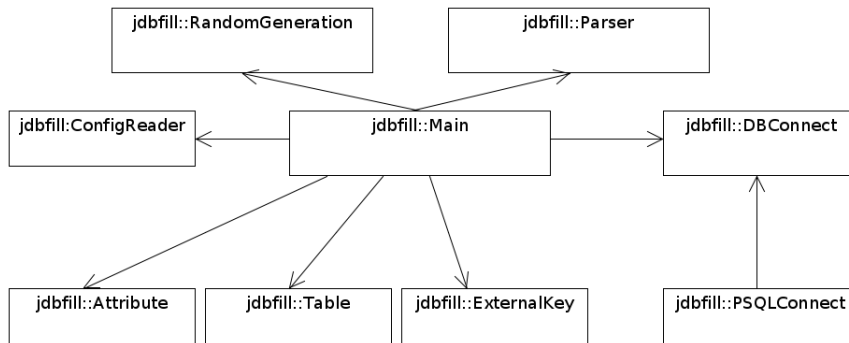 jdbfill::RandomGeneration
jdbfill::Parser
jdbfill:ConfigReader
jdbfill::Main
jdbfill::DBConnect
jdbfill::Attribute
jdbfill::Table
jdbfill::ExternalKey
jdbfill::PSQLConnect